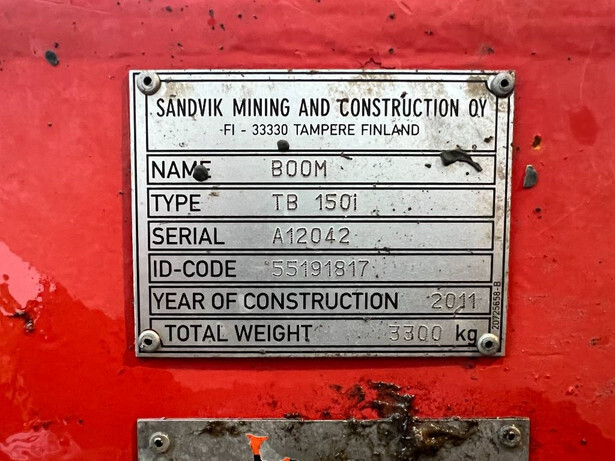 SANDVIK MINING AND CONSTRUCTION OY
FI - 33330 TAMPERE FINLAND
NAME BOOM
TYPE TB 150i
SERIAL A12042
ID-CODE 55191817
YEAR OF CONSTRUCTION 2011
TOTAL WEIGHT 3300 kg
20725658-B